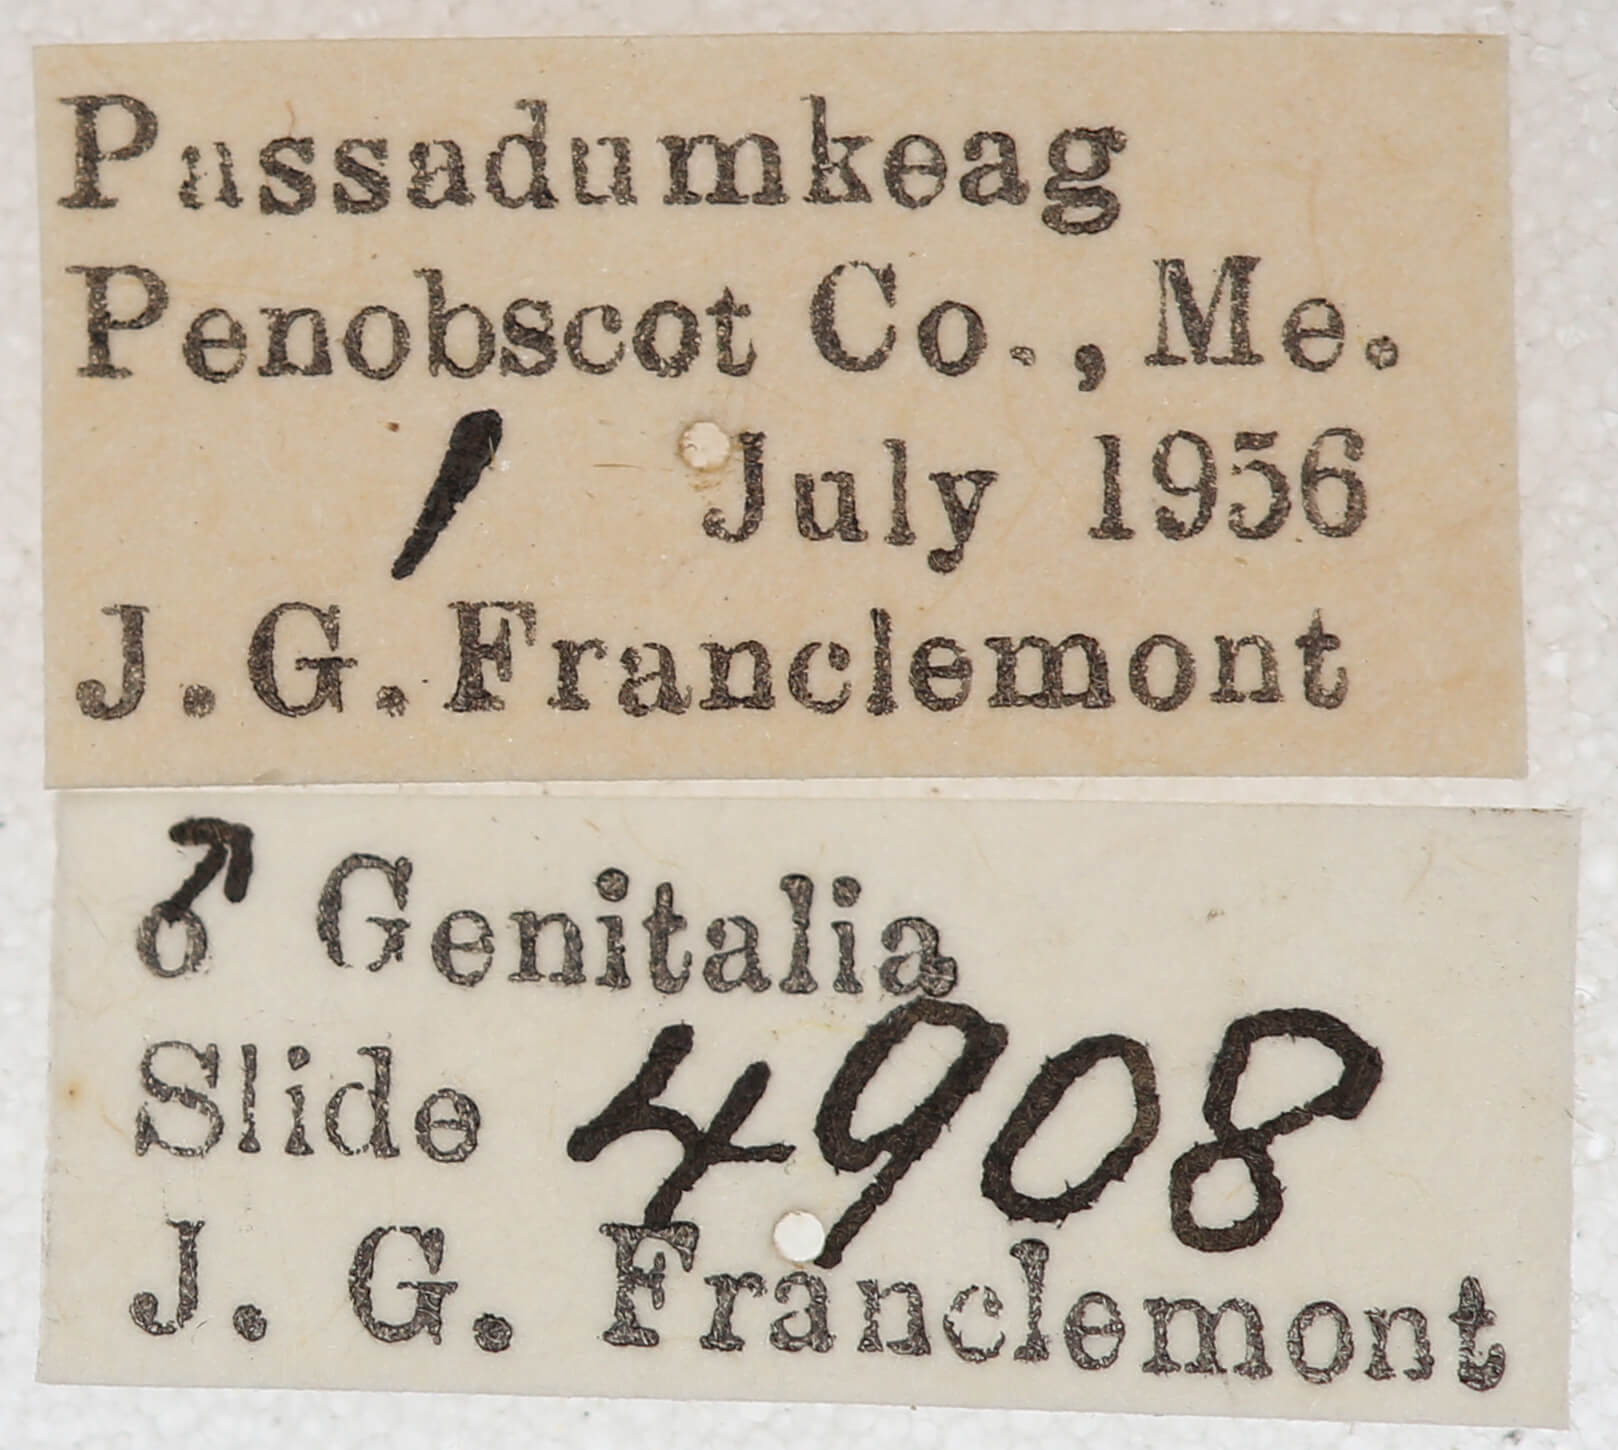 Passadumkeag
Penobscot Co., Me.
1 July 1956
J.G.Franclemont
♂ Genitalia
Slide 4908
J. G. Franclemont